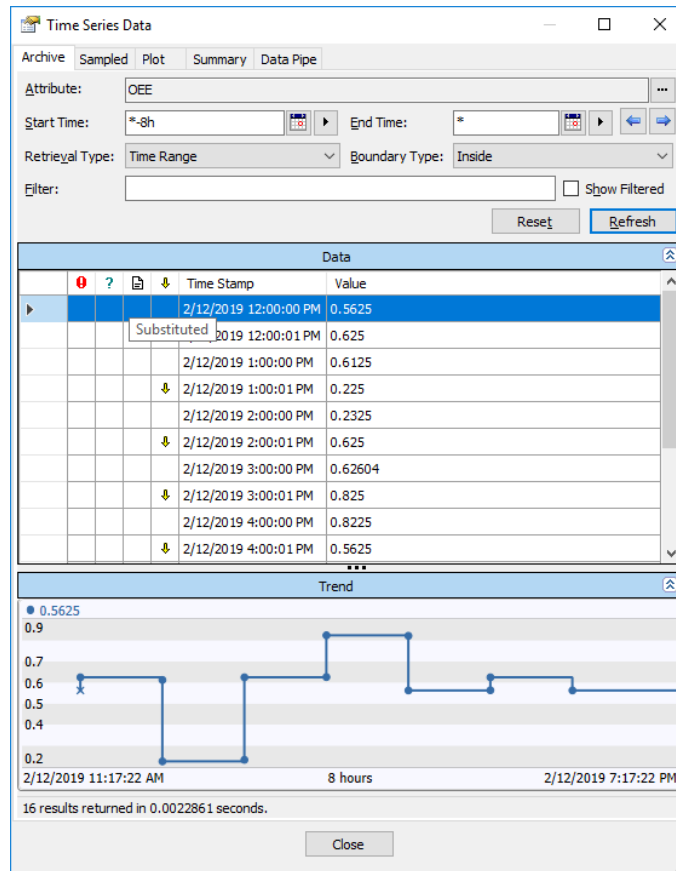 Time Series Data
Archive Sampled Plot Summary Data Pipe
Attribute: OEE ...
Start Time: *-8h End Time: *
Retrieval Type: Time Range Boundary Type: Inside
Filter: Show Filtered
Reset Refresh
Data
? Time Stamp Value
2/12/2019 12:00:00 PM 0.5625
Substituted 2/12/2019 12:00:01 PM 0.625
2/12/2019 1:00:00 PM 0.6125
2/12/2019 1:00:01 PM 0.225
2/12/2019 2:00:00 PM 0.2325
2/12/2019 2:00:01 PM 0.625
2/12/2019 3:00:00 PM 0.62604
2/12/2019 3:00:01 PM 0.825
2/12/2019 4:00:00 PM 0.8225
2/12/2019 4:00:01 PM 0.5625
Trend
0.5625
0.9
0.7
0.6
0.5
0.4
0.2
2/12/2019 11:17:22 AM 8 hours 2/12/2019 7:17:22 PM
16 results returned in 0.0022861 seconds.
Close